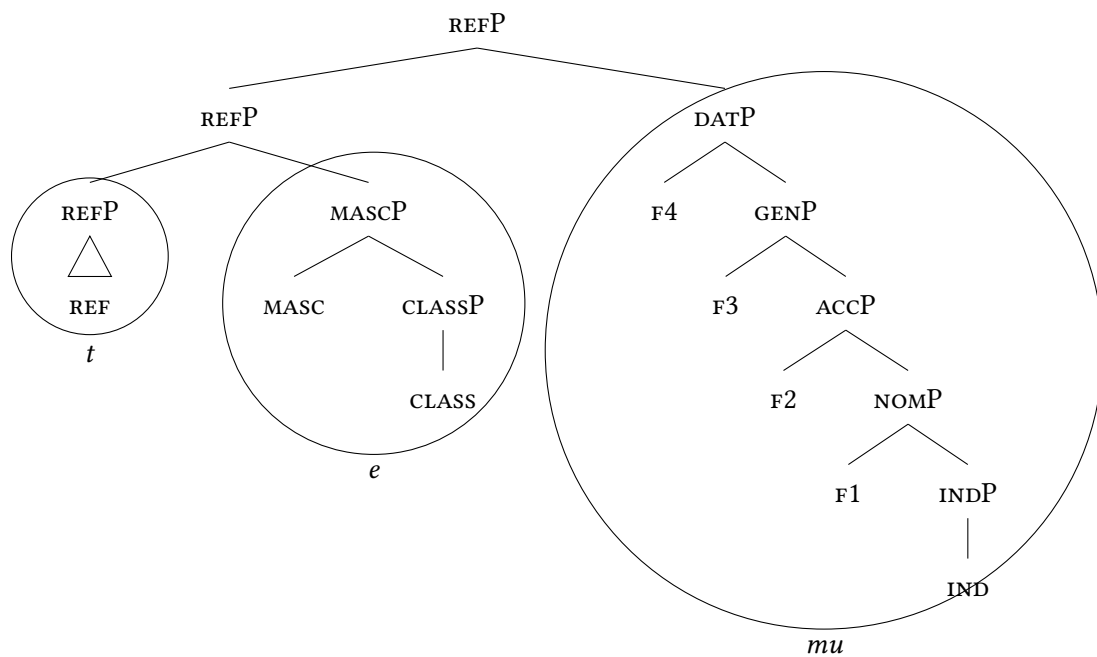 REFP
REFP DATP
REFP MASCP F4 GENP
REF MASC CLASSP F3 ACCP
t
CLASS F2 NOMP
e
F1 INDP
IND
mu